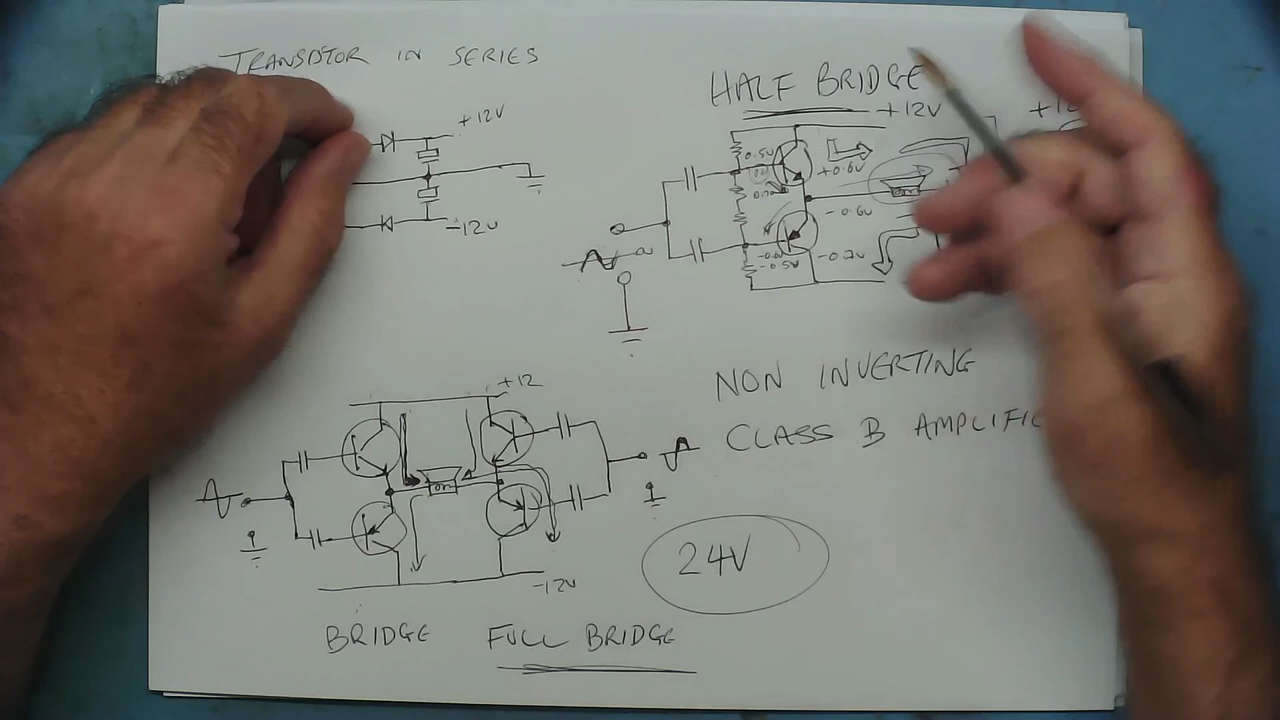 TRANSISTOR IN SERIES
+12V
-12V
HALF BRIDGE
+12V
+12
0.5V
+0.6V
-0.6V
-0.5V
-0.2V
NON INVERTING
CLASS B AMPLIFIC
+12
-12V
24V
BRIDGE FULL BRIDGE